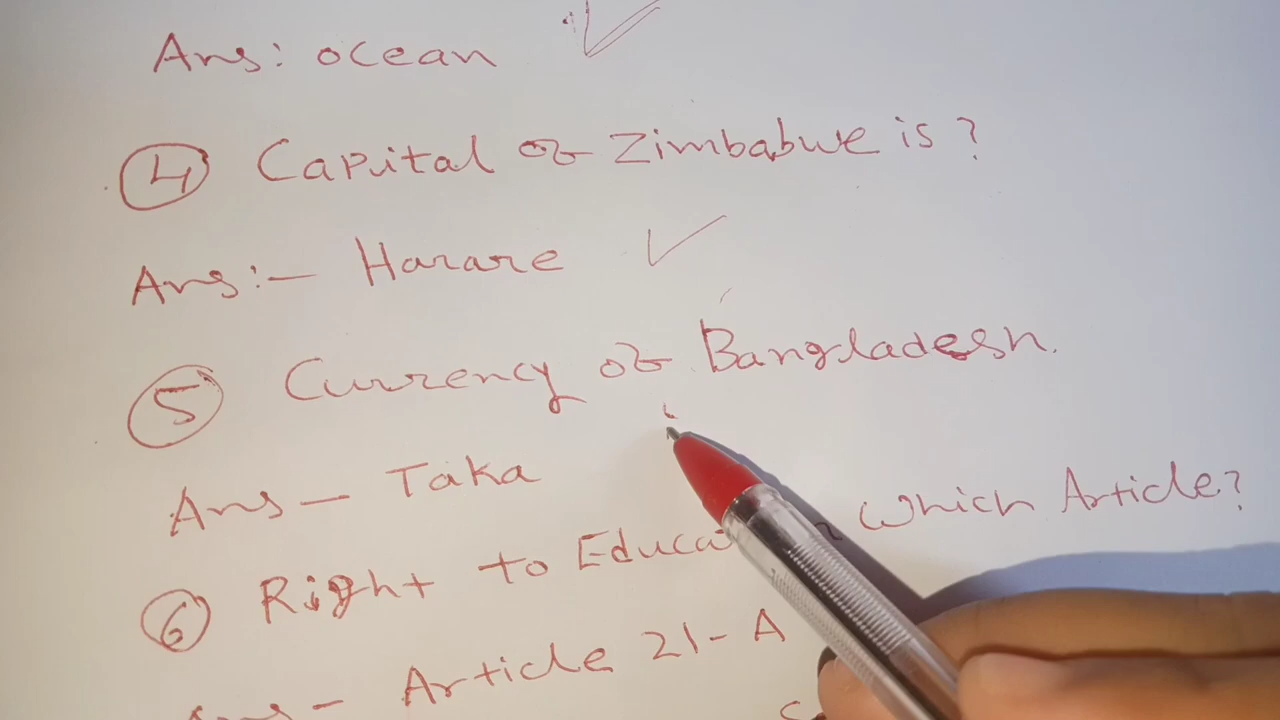 Ans: ocean
4 Capital of Zimbabwe is?
Ans:- Harare
5 Currency of Bangladesh.
Ans - Taka
6 Right to Which Article?
Ans - Article 21-A